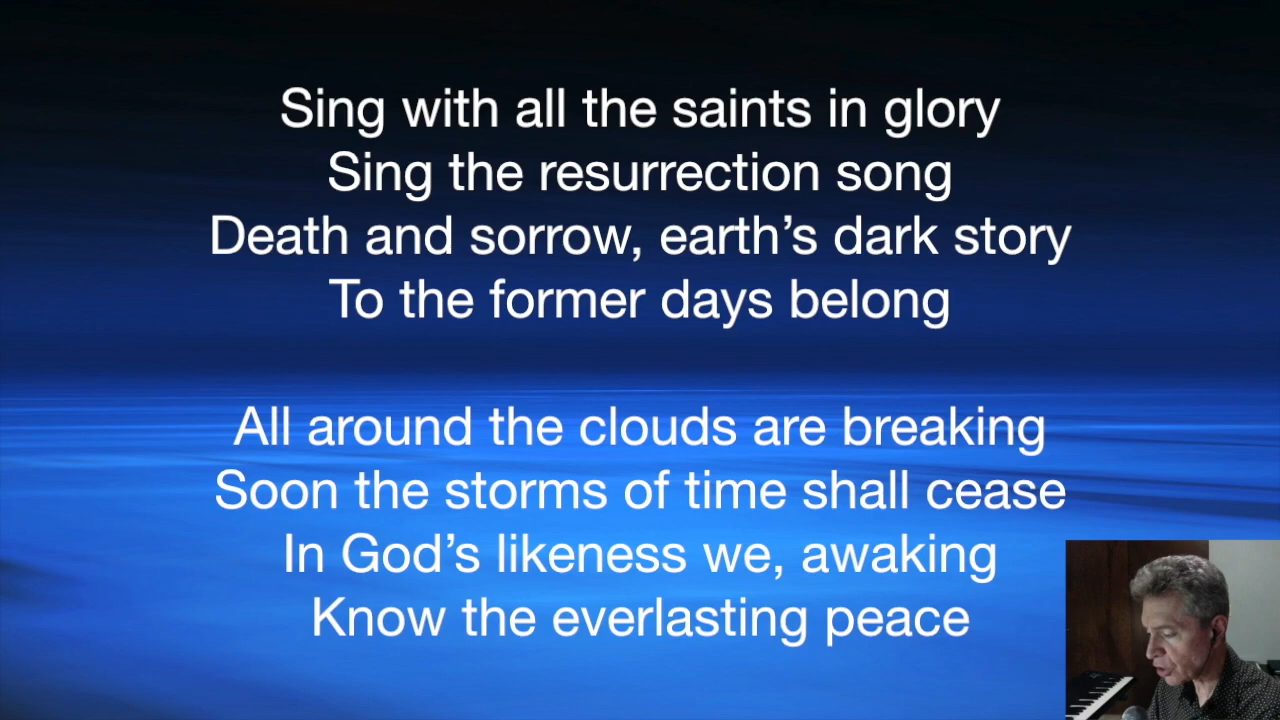 Sing with all the saints in glory
Sing the resurrection song
Death and sorrow, earth’s dark story
To the former days belong
All around the clouds are breaking
Soon the storms of time shall cease
In God’s likeness we, awaking
Know the everlasting peace